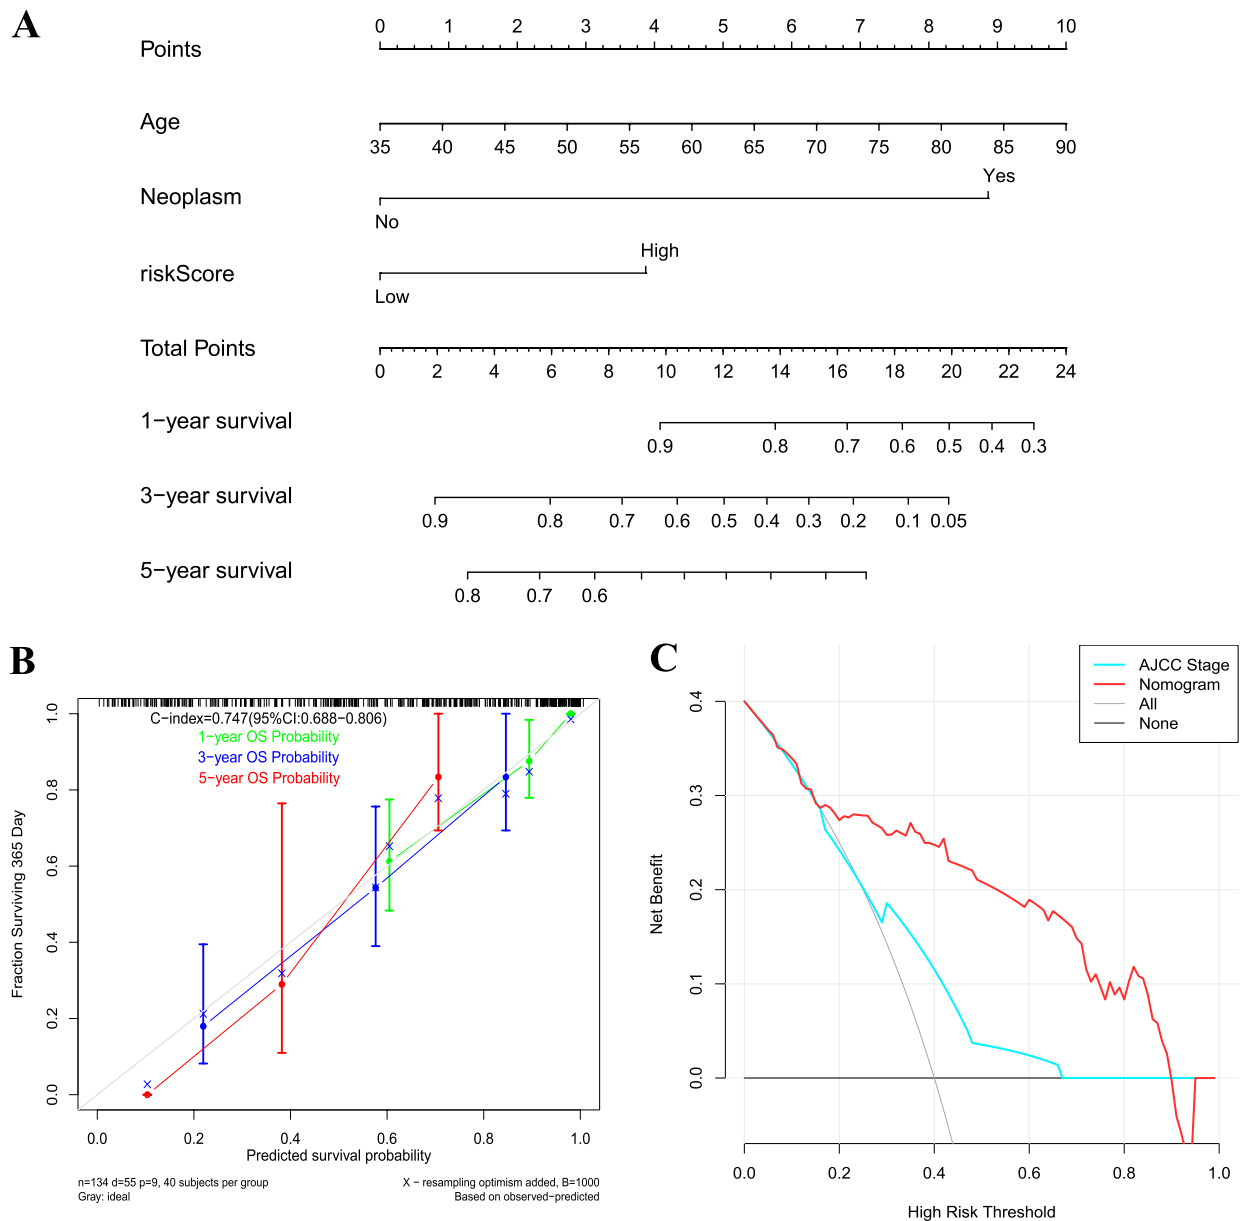 A
Points
0 1 2 3 4 5 6 7 8 9 10
Age
35 40 45 50 55 60 65 70 75 80 85 90
Neoplasm
Yes
No
riskScore
High
Low
Total Points
0 2 4 6 8 10 12 14 16 18 20 22 24
1−year survival
0.9 0.8 0.7 0.6 0.5 0.4 0.3
3−year survival
0.9 0.8 0.7 0.6 0.5 0.4 0.3 0.2 0.1 0.05
5−year survival
0.8 0.7 0.6
B
C-index=0.747(95%CI:0.688−0.806)
1−year OS Probability
3−year OS Probability
5−year OS Probability
Fraction Surviving 365 Day
1.0
0.8
0.6
0.4
0.2
0.0
0.0 0.2 0.4 0.6 0.8 1.0
Predicted survival probability
n=134 d=55 p=9, 40 subjects per group
Gray: ideal
X − resampling optimism added, B=1000
Based on observed−predicted
C
AJCC Stage
Nomogram
All
None
Net Benefit
0.4
0.3
0.2
0.1
0.0
0.0 0.2 0.4 0.6 0.8 1.0
High Risk Threshold